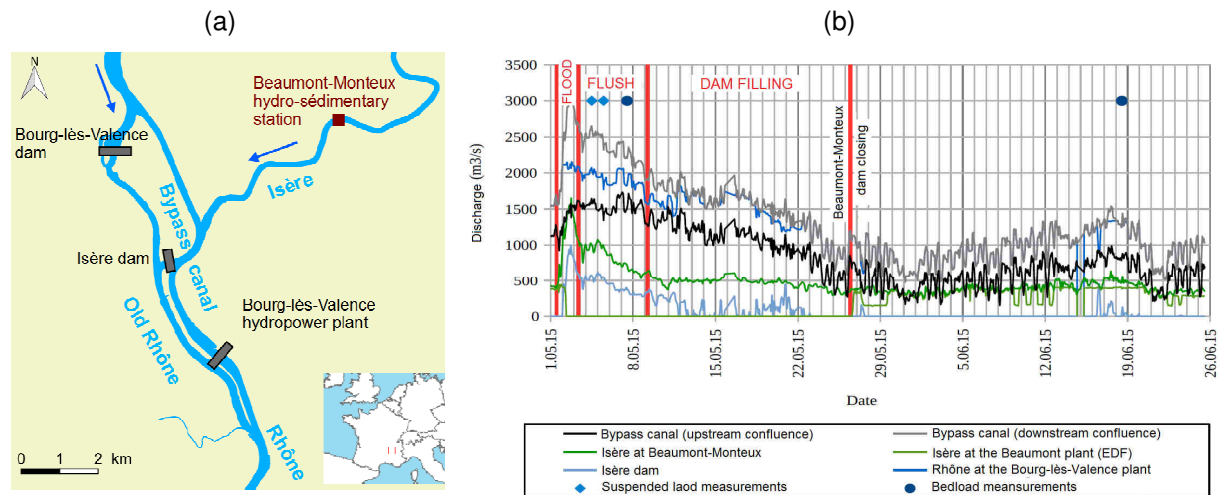 (a)
(b)
N
Beaumont-Monteux
hydro-sédimentary
station
Bourg-lès-Valence
dam
Isère
Bypass
canal
Isère dam
Old Rhône
Bourg-lès-Valence
hydropower plant
Rhône
0 1 2 km
FLOOD
FLUSH
DAM FILLING
Beaumont-Monteux
dam closing
3500
3000
2500
2000
1500
1000
500
0
Discharge (m3/s)
1.05.15
8.05.15
15.05.15
22.05.15
29.05.15
5.06.15
12.06.15
19.06.15
26.06.15
Date
Bypass canal (upstream confluence)
Bypass canal (downstream confluence)
Isère at Beaumont-Monteux
Isère at the Beaumont plant (EDF)
Isère dam
Rhône at the Bourg-lès-Valence plant
Suspended laod measurements
Bedload meansurements